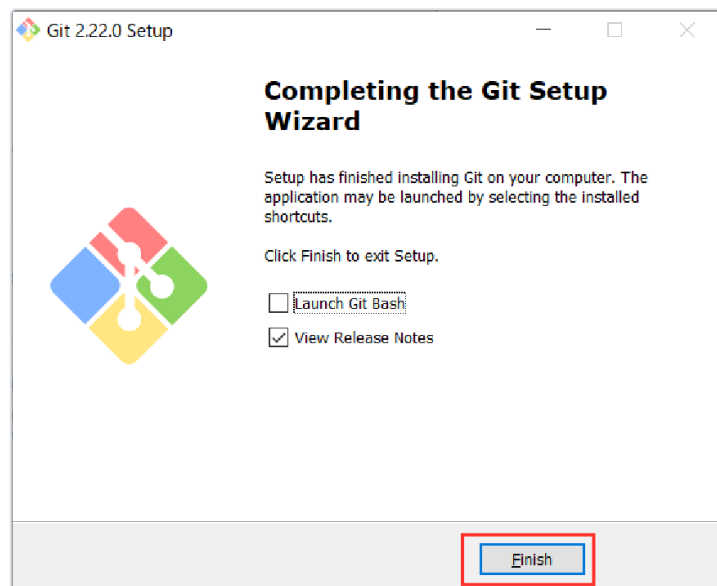 Git 2.22.0 Setup
Completing the Git Setup
Wizard
Setup has finished installing Git on your computer. The
application may be launched by selecting the installed
shortcuts.
Click Finish to exit Setup.
Launch Git Bash
View Release Notes
Finish